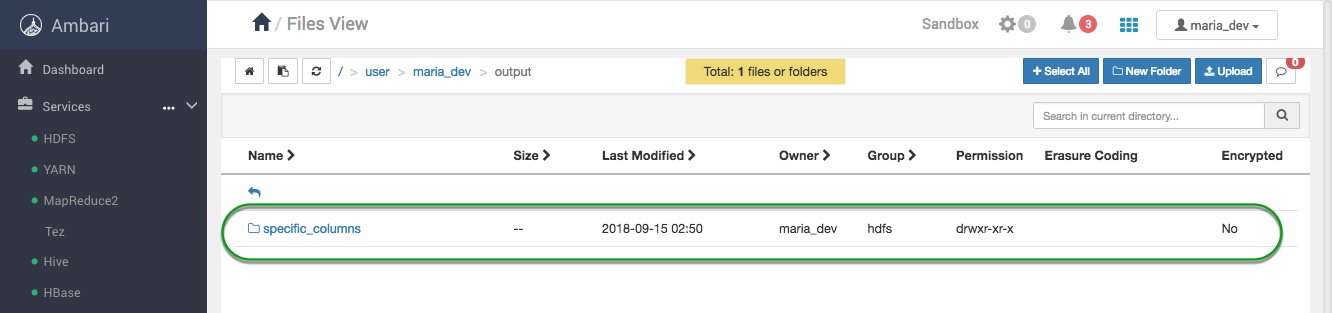 Ambari
/ Files View
Sandbox 0 3 maria_dev
Dashboard
Services
HDFS
YARN
MapReduce2
Tez
Hive
HBase
/ > user > maria_dev > output
Total: 1 files or folders
+ Select All New Folder Upload 0
Search in current directory...
Name Size Last Modified Owner Group Permission Erasure Coding Encrypted
specific_columns -- 2018-09-15 02:50 maria_dev hdfs drwxr-xr-x No